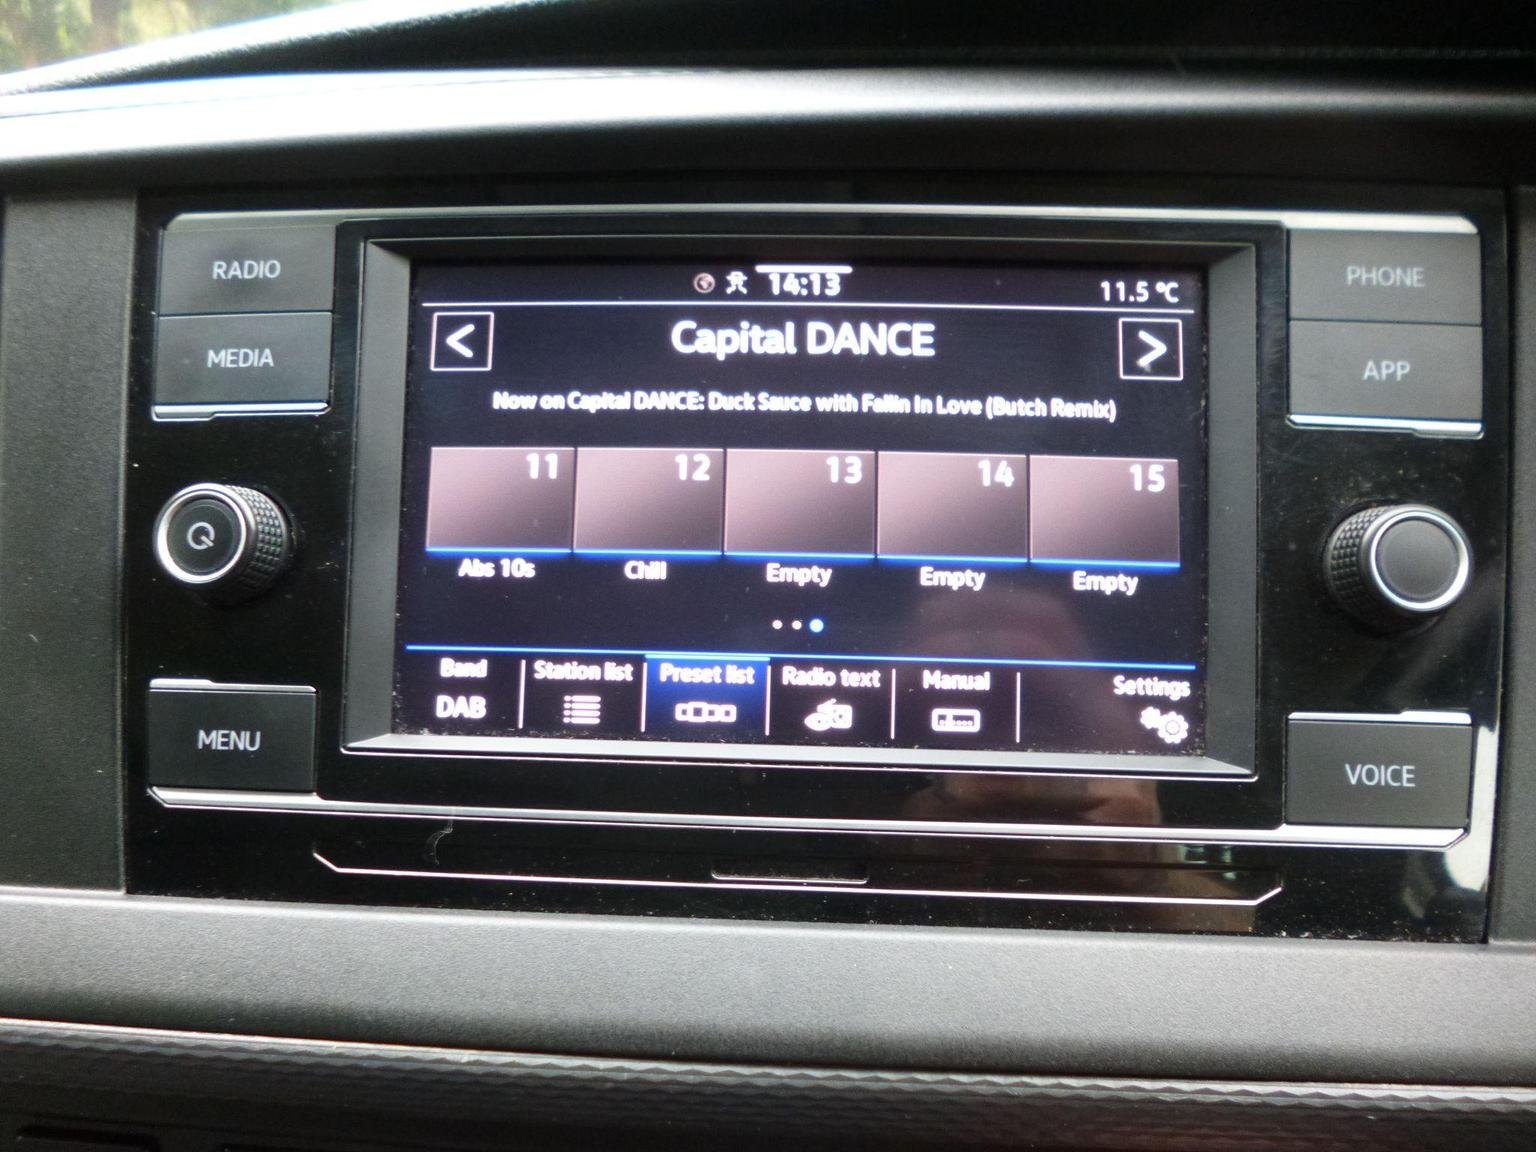 RADIO
MEDIA
MENU
14:13
11.5 °C
<
Capital DANCE
>
Now on Capital DANCE: Duck Sauce with Fallin In Love (Butch Remix)
11
12
13
14
15
Abs 10s
Chill
Empty
Empty
Empty
Band
DAB
Station list
Preset list
Radio text
Manual
Settings
PHONE
APP
VOICE